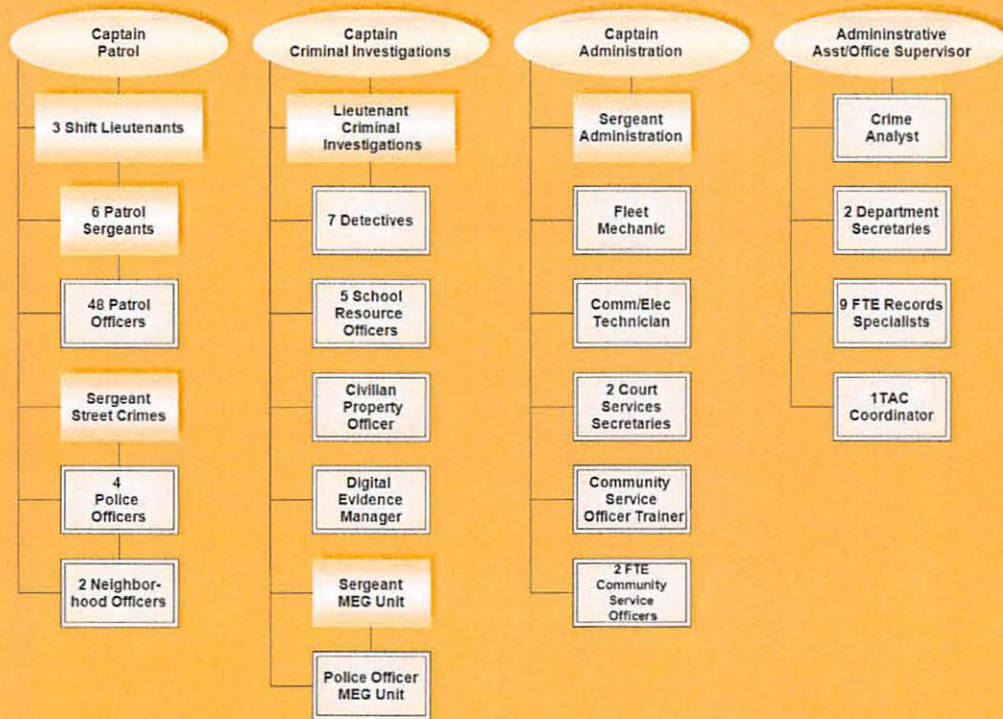 Captain
Patrol
3 Shift Lieutenants
6 Patrol
Sergeants
48 Patrol
Officers
Sergeant
Street Crimes
4
Police
Officers
2 Neighbor-
hood Officers
Captain
Criminal Investigations
Lieutenant
Criminal
Investigations
7 Detectives
5 School
Resource
Officers
Civilian
Property
Officer
Digital
Evidence
Manager
Sergeant
MEG Unit
Police Officer
MEG Unit
Captain
Administration
Sergeant
Administration
Fleet
Mechanic
Comm/Elec
Technician
2 Court
Services
Secretaries
Community
Service
Officer Trainer
2 FTE
Community
Service
Officers
Admininstrative
Asst/Office Supervisor
Crime
Analyst
2 Department
Secretaries
9 FTE Records
Specialists
1TAC
Coordinator